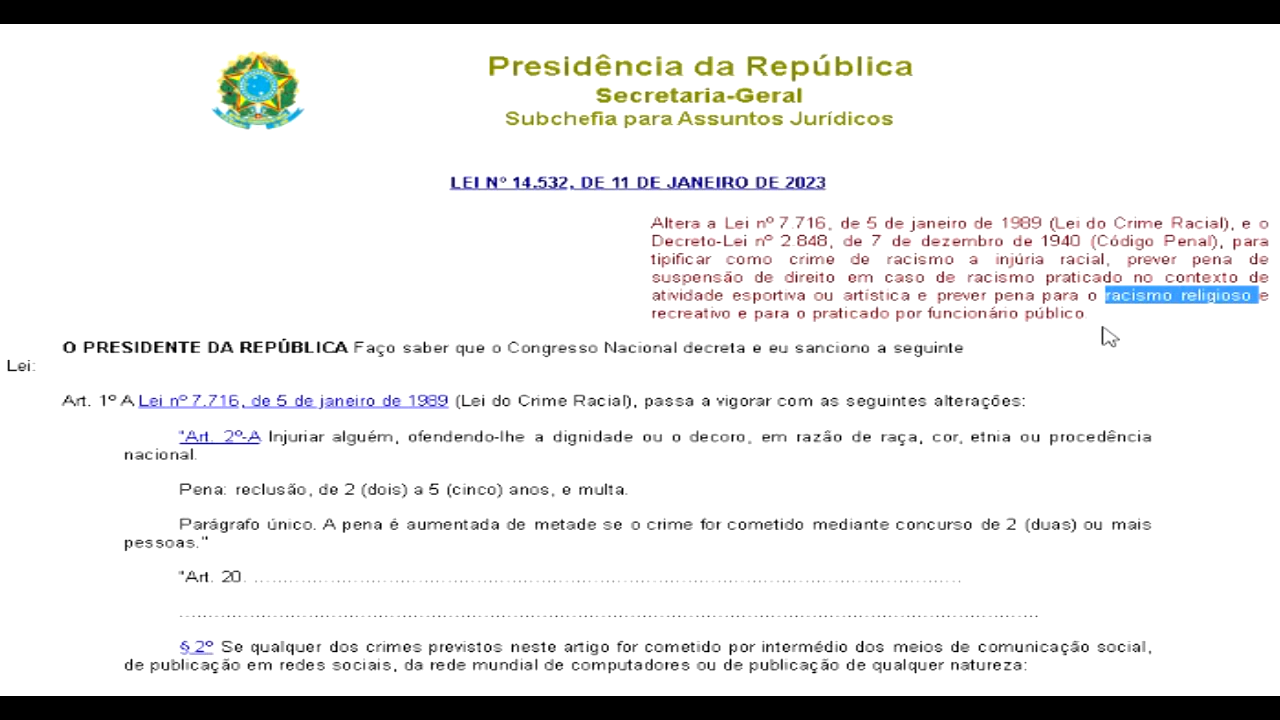 Presidência da República
Secretaria-Geral
Subchefia para Assuntos Jurídicos
LEI Nº 14.532, DE 11 DE JANEIRO DE 2023
Altera a Lei nº 7.716, de 5 de janeiro de 1989 (Lei do Crime Racial), e o
Decreto-Lei nº 2.848, de 7 de dezembro de 1940 (Código Penal), para
tipificar como crime de racismo a injúria racial, prever pena de
suspensão de direito em caso de racismo praticado no contexto de
atividade esportiva ou artística e prever pena para o racismo religioso e
recreativo e para o praticado por funcionário público.
O PRESIDENTE DA REPÚBLICA Faço saber que o Congresso Nacional decreta e eu sanciono a seguinte
Lei:
Art. 1º A Lei nº 7.716, de 5 de janeiro de 1989 (Lei do Crime Racial), passa a vigorar com as seguintes alterações:
"Art. 2º-A Injuriar alguém, ofendendo-lhe a dignidade ou o decoro, em razão de raça, cor, etnia ou procedência
nacional.
Pena: reclusão, de 2 (dois) a 5 (cinco) anos, e multa.
Parágrafo único. A pena é aumentada de metade se o crime for cometido mediante concurso de 2 (duas) ou mais
pessoas."
"Art. 20. ........................................................................................................................
................................................................................................................................................
§ 2º Se qualquer dos crimes previstos neste artigo for cometido por intermédio dos meios de comunicação social,
de publicação em redes sociais, da rede mundial de computadores ou de publicação de qualquer natureza: